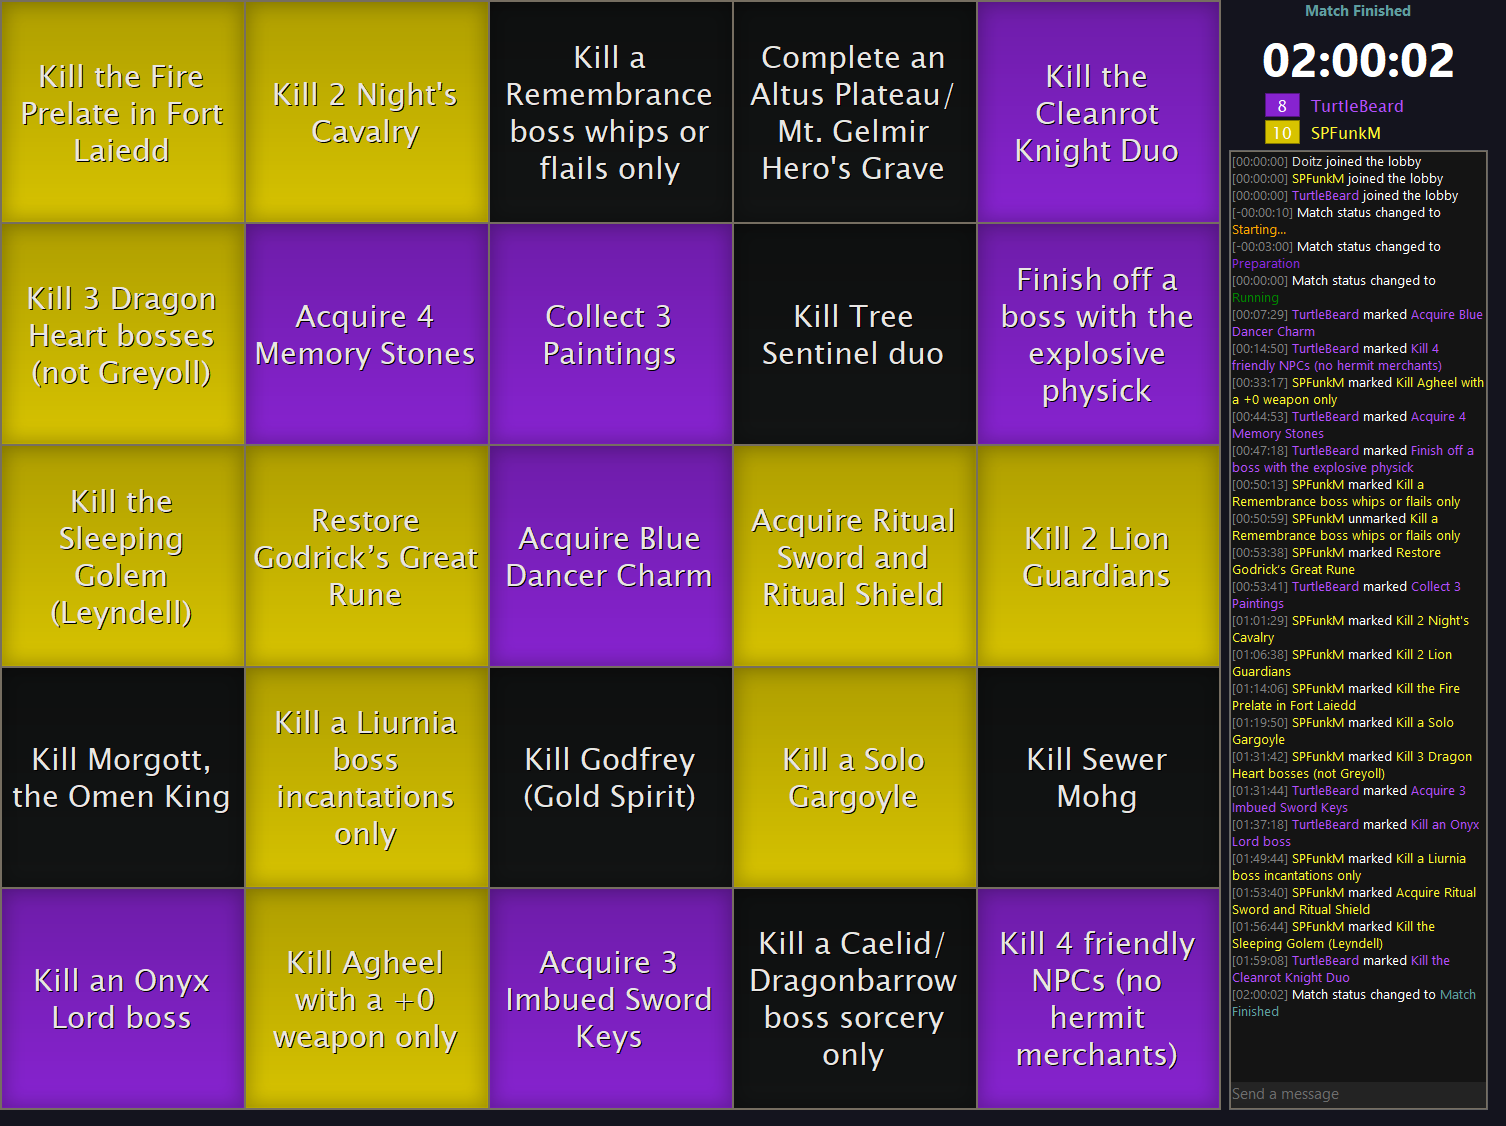 Kill the Fire
Prelate in Fort
Laiedd
Kill 2 Night's
Cavalry
Kill a
Remembrance
boss whips or
flails only
Complete an
Altus Plateau/
Mt. Gelmir
Hero's Grave
Kill the
Cleanrot
Knight Duo
Kill 3 Dragon
Heart bosses
(not Greyoll)
Acquire 4
Memory Stones
Collect 3
Paintings
Kill Tree
Sentinel duo
Finish off a
boss with the
explosive
physick
Kill the
Sleeping
Golem
(Leyndell)
Restore
Godrick’s Great
Rune
Acquire Blue
Dancer Charm
Acquire Ritual
Sword and
Ritual Shield
Kill 2 Lion
Guardians
Kill Morgott,
the Omen King
Kill a Liurnia
boss
incantations
only
Kill Godfrey
(Gold Spirit)
Kill a Solo
Gargoyle
Kill Sewer
Mohg
Kill an Onyx
Lord boss
Kill Agheel
with a +0
weapon only
Acquire 3
Imbued Sword
Keys
Kill a Caelid/
Dragonbarrow
boss sorcery
only
Kill 4 friendly
NPCs (no
hermit
merchants)
Match Finished
02:00:02
8 TurtleBeard
10 SPFunkM
[00:00:00] Doitz joined the lobby
[00:00:00] SPFunkM joined the lobby
[00:00:00] TurtleBeard joined the lobby
[-00:00:10] Match status changed to
Starting...
[-00:03:00] Match status changed to
Preparation
[00:00:00] Match status changed to
Running
[00:07:29] TurtleBeard marked Acquire Blue
Dancer Charm
[00:14:50] TurtleBeard marked Kill 4
friendly NPCs (no hermit merchants)
[00:33:17] SPFunkM marked Kill Agheel with
a +0 weapon only
[00:44:53] TurtleBeard marked Acquire 4
Memory Stones
[00:47:18] TurtleBeard marked Finish off a
boss with the explosive physick
[00:50:13] SPFunkM marked Kill a
Remembrance boss whips or flails only
[00:50:59] SPFunkM unmarked Kill a
Remembrance boss whips or flails only
[00:53:38] SPFunkM marked Restore
Godrick's Great Rune
[00:53:41] TurtleBeard marked Collect 3
Paintings
[01:01:29] SPFunkM marked Kill 2 Night's
Cavalry
[01:06:38] SPFunkM marked Kill 2 Lion
Guardians
[01:14:06] SPFunkM marked Kill the Fire
Prelate in Fort Laiedd
[01:19:50] SPFunkM marked Kill a Solo
Gargoyle
[01:31:42] SPFunkM marked Kill 3 Dragon
Heart bosses (not Greyoll)
[01:31:44] TurtleBeard marked Acquire 3
Imbued Sword Keys
[01:37:18] TurtleBeard marked Kill an Onyx
Lord boss
[01:49:44] SPFunkM marked Kill a Liurnia
boss incantations only
[01:53:40] SPFunkM marked Acquire Ritual
Sword and Ritual Shield
[01:56:44] SPFunkM marked Kill the
Sleeping Golem (Leyndell)
[01:59:08] TurtleBeard marked Kill the
Cleanrot Knight Duo
[02:00:02] Match status changed to Match
Finished
Send a message